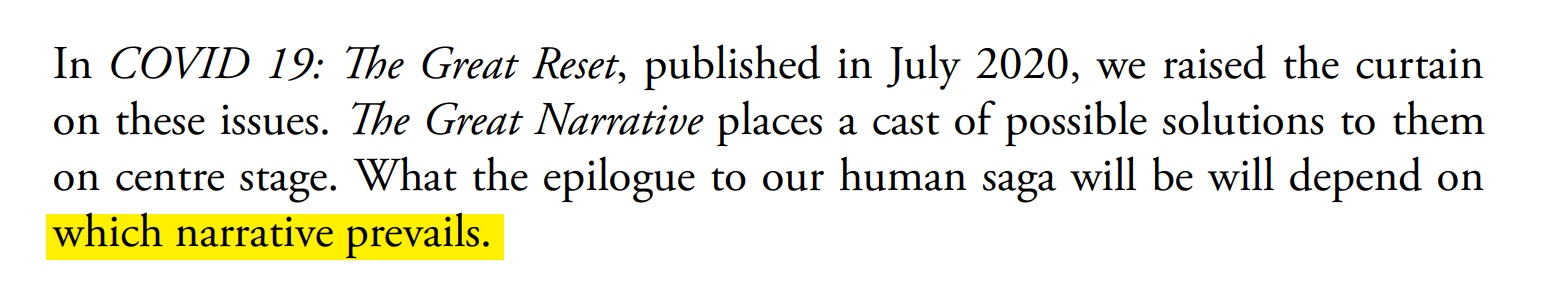 In COVID 19: The Great Reset, published in July 2020, we raised the curtain
on these issues. The Great Narrative places a cast of possible solutions to them
on centre stage. What the epilogue to our human saga will be will depend on
which narrative prevails.